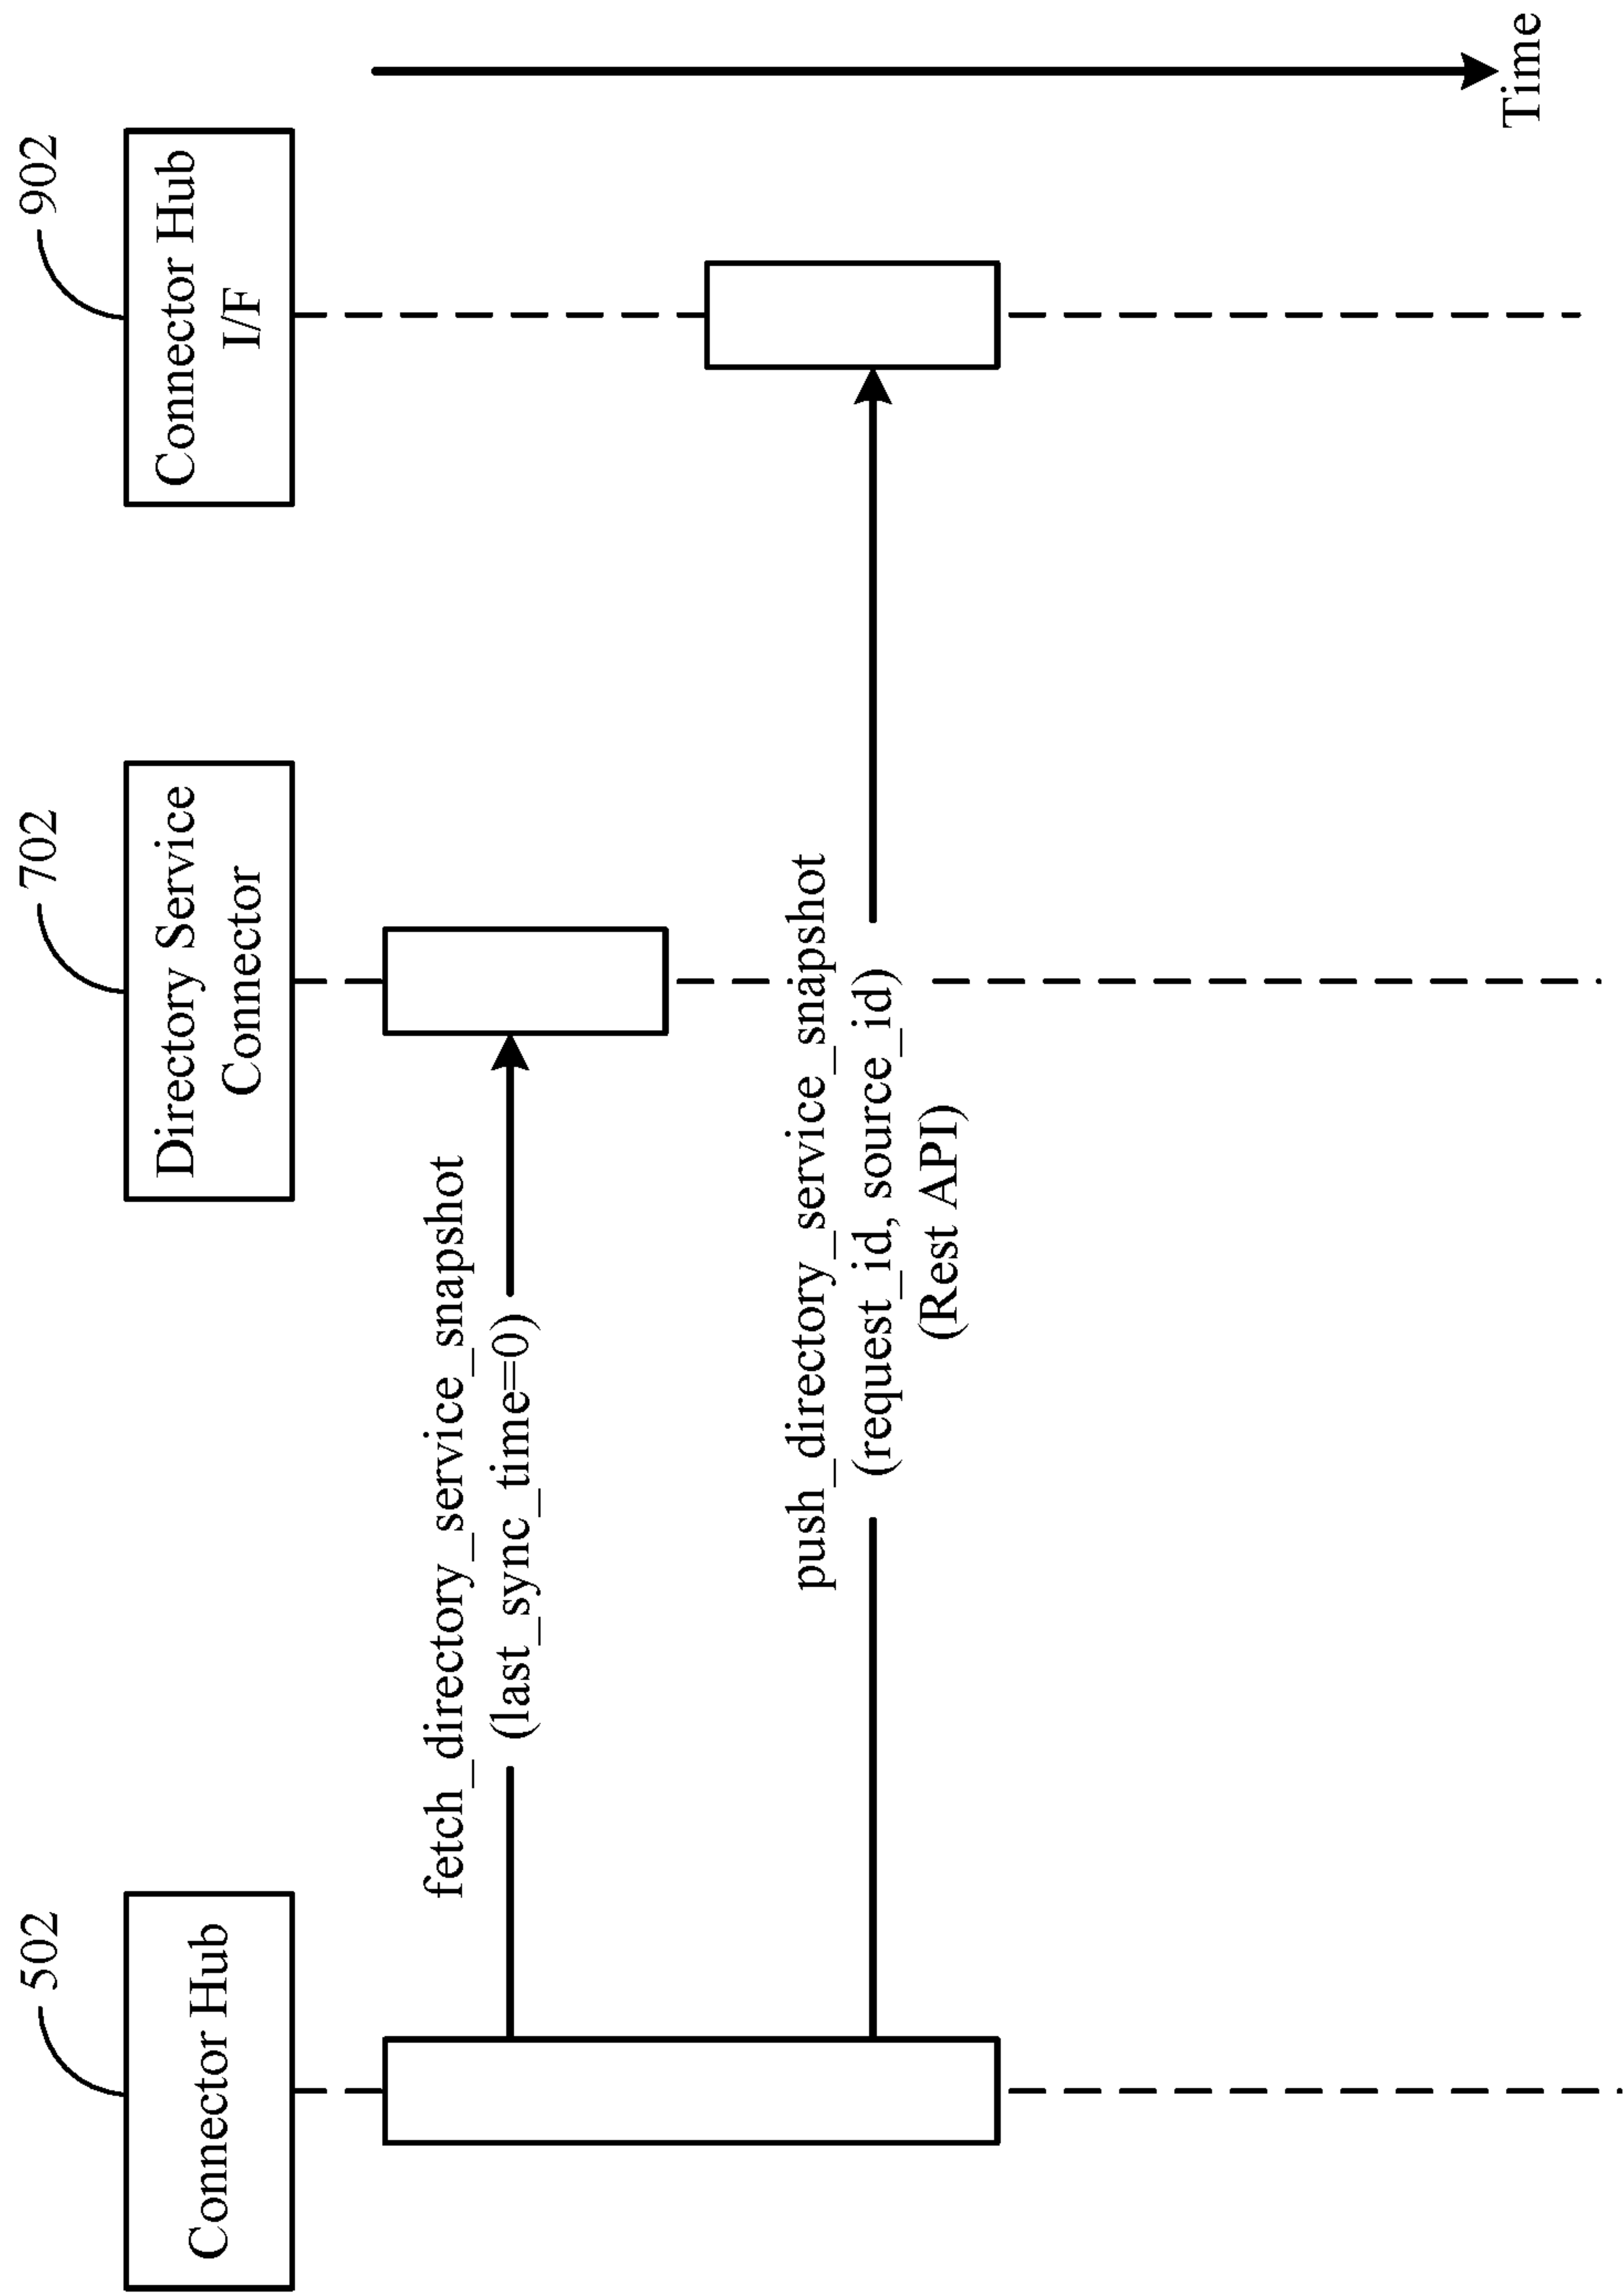 502
702
902
Connector Hub
Directory Service
Connector
Connector Hub
I/F
fetch_directory_service_snapshot
(last_sync_time=0)
push_directory_service_snapshot
(request_id, source_id)
(Rest API)
Time